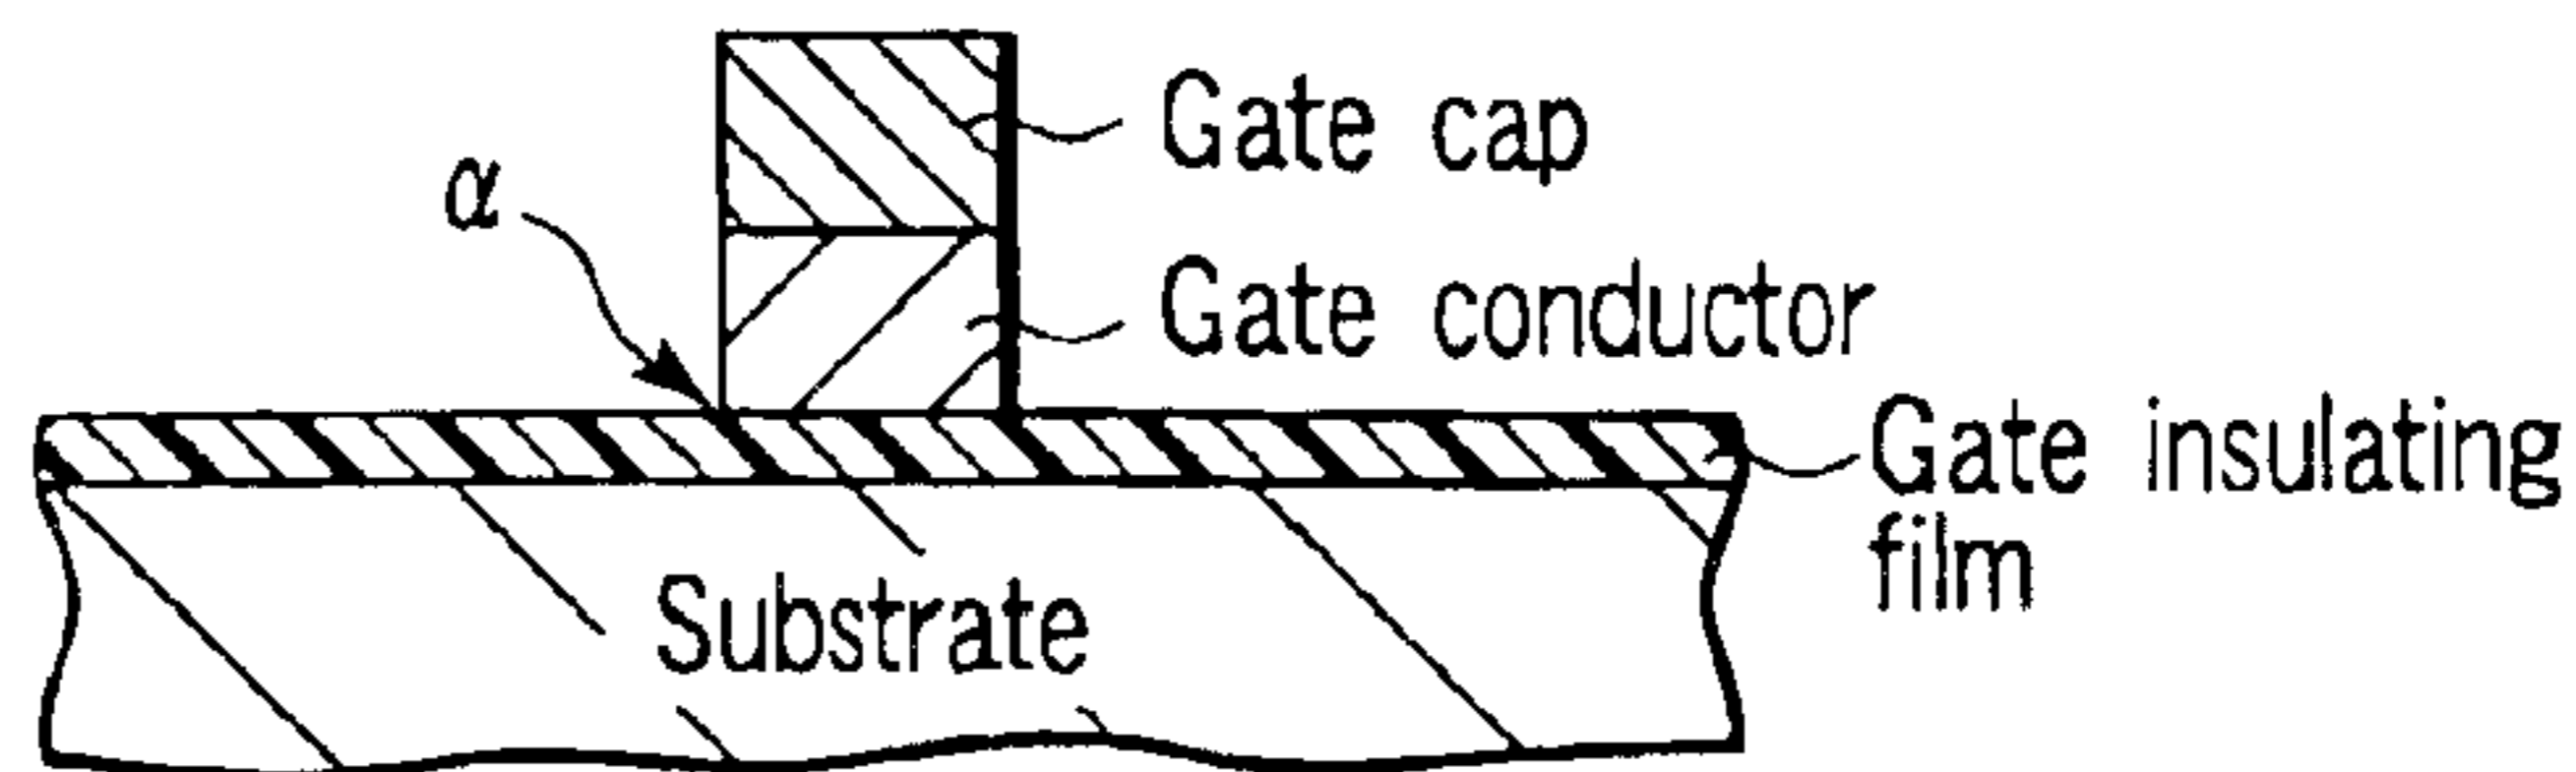 Gate cap
α
Gate conductor
Gate insulating
film
Substrate